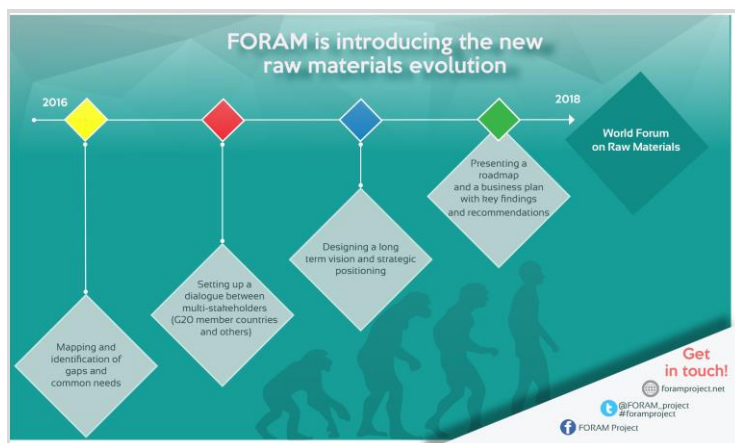 FORAM is introducing the new
raw materials evolution
2016
2018
World Forum
on Raw Materials
Presenting a
roadmap
and a business plan
with key findings
and recommendations
Designing a long
term vision and strategic
positioning
Setting up a
dialogue between
multi-stakeholders
(G20 member countries
and others)
Mapping and
identification of
gaps and
common needs
Get
in touch!
foramproject.net
@FORAM_project
#foramproject
FORAM Project